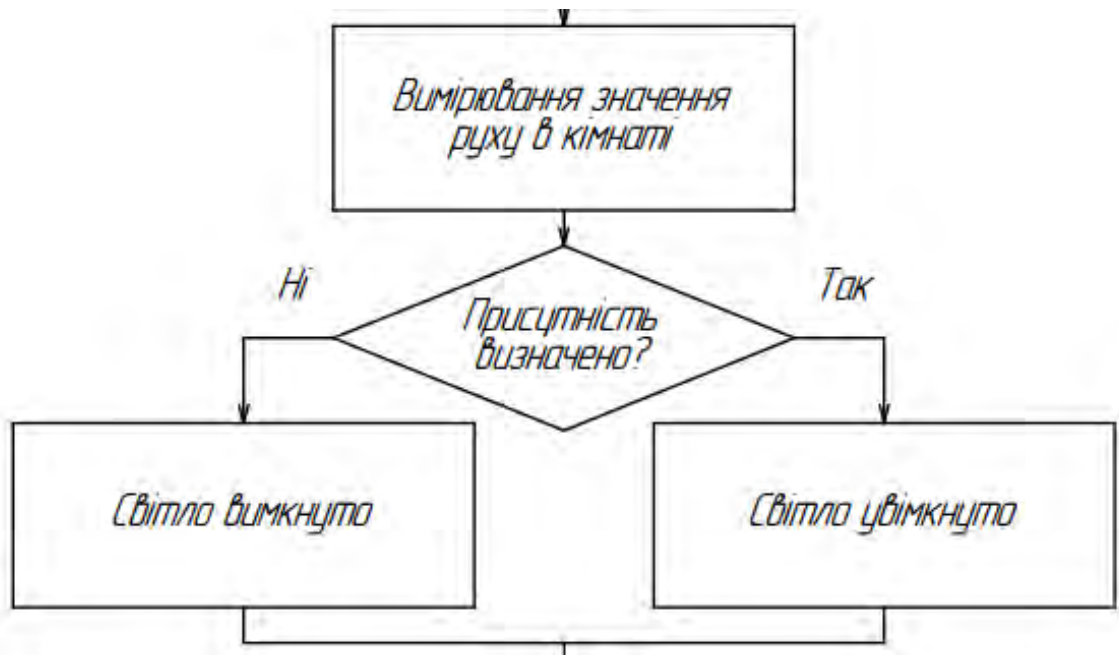 Вимірювання значення
руху в кімнаті
Ні
Так
Присутність
визначено?
Світло вимкнуто
Світло увімкнуто